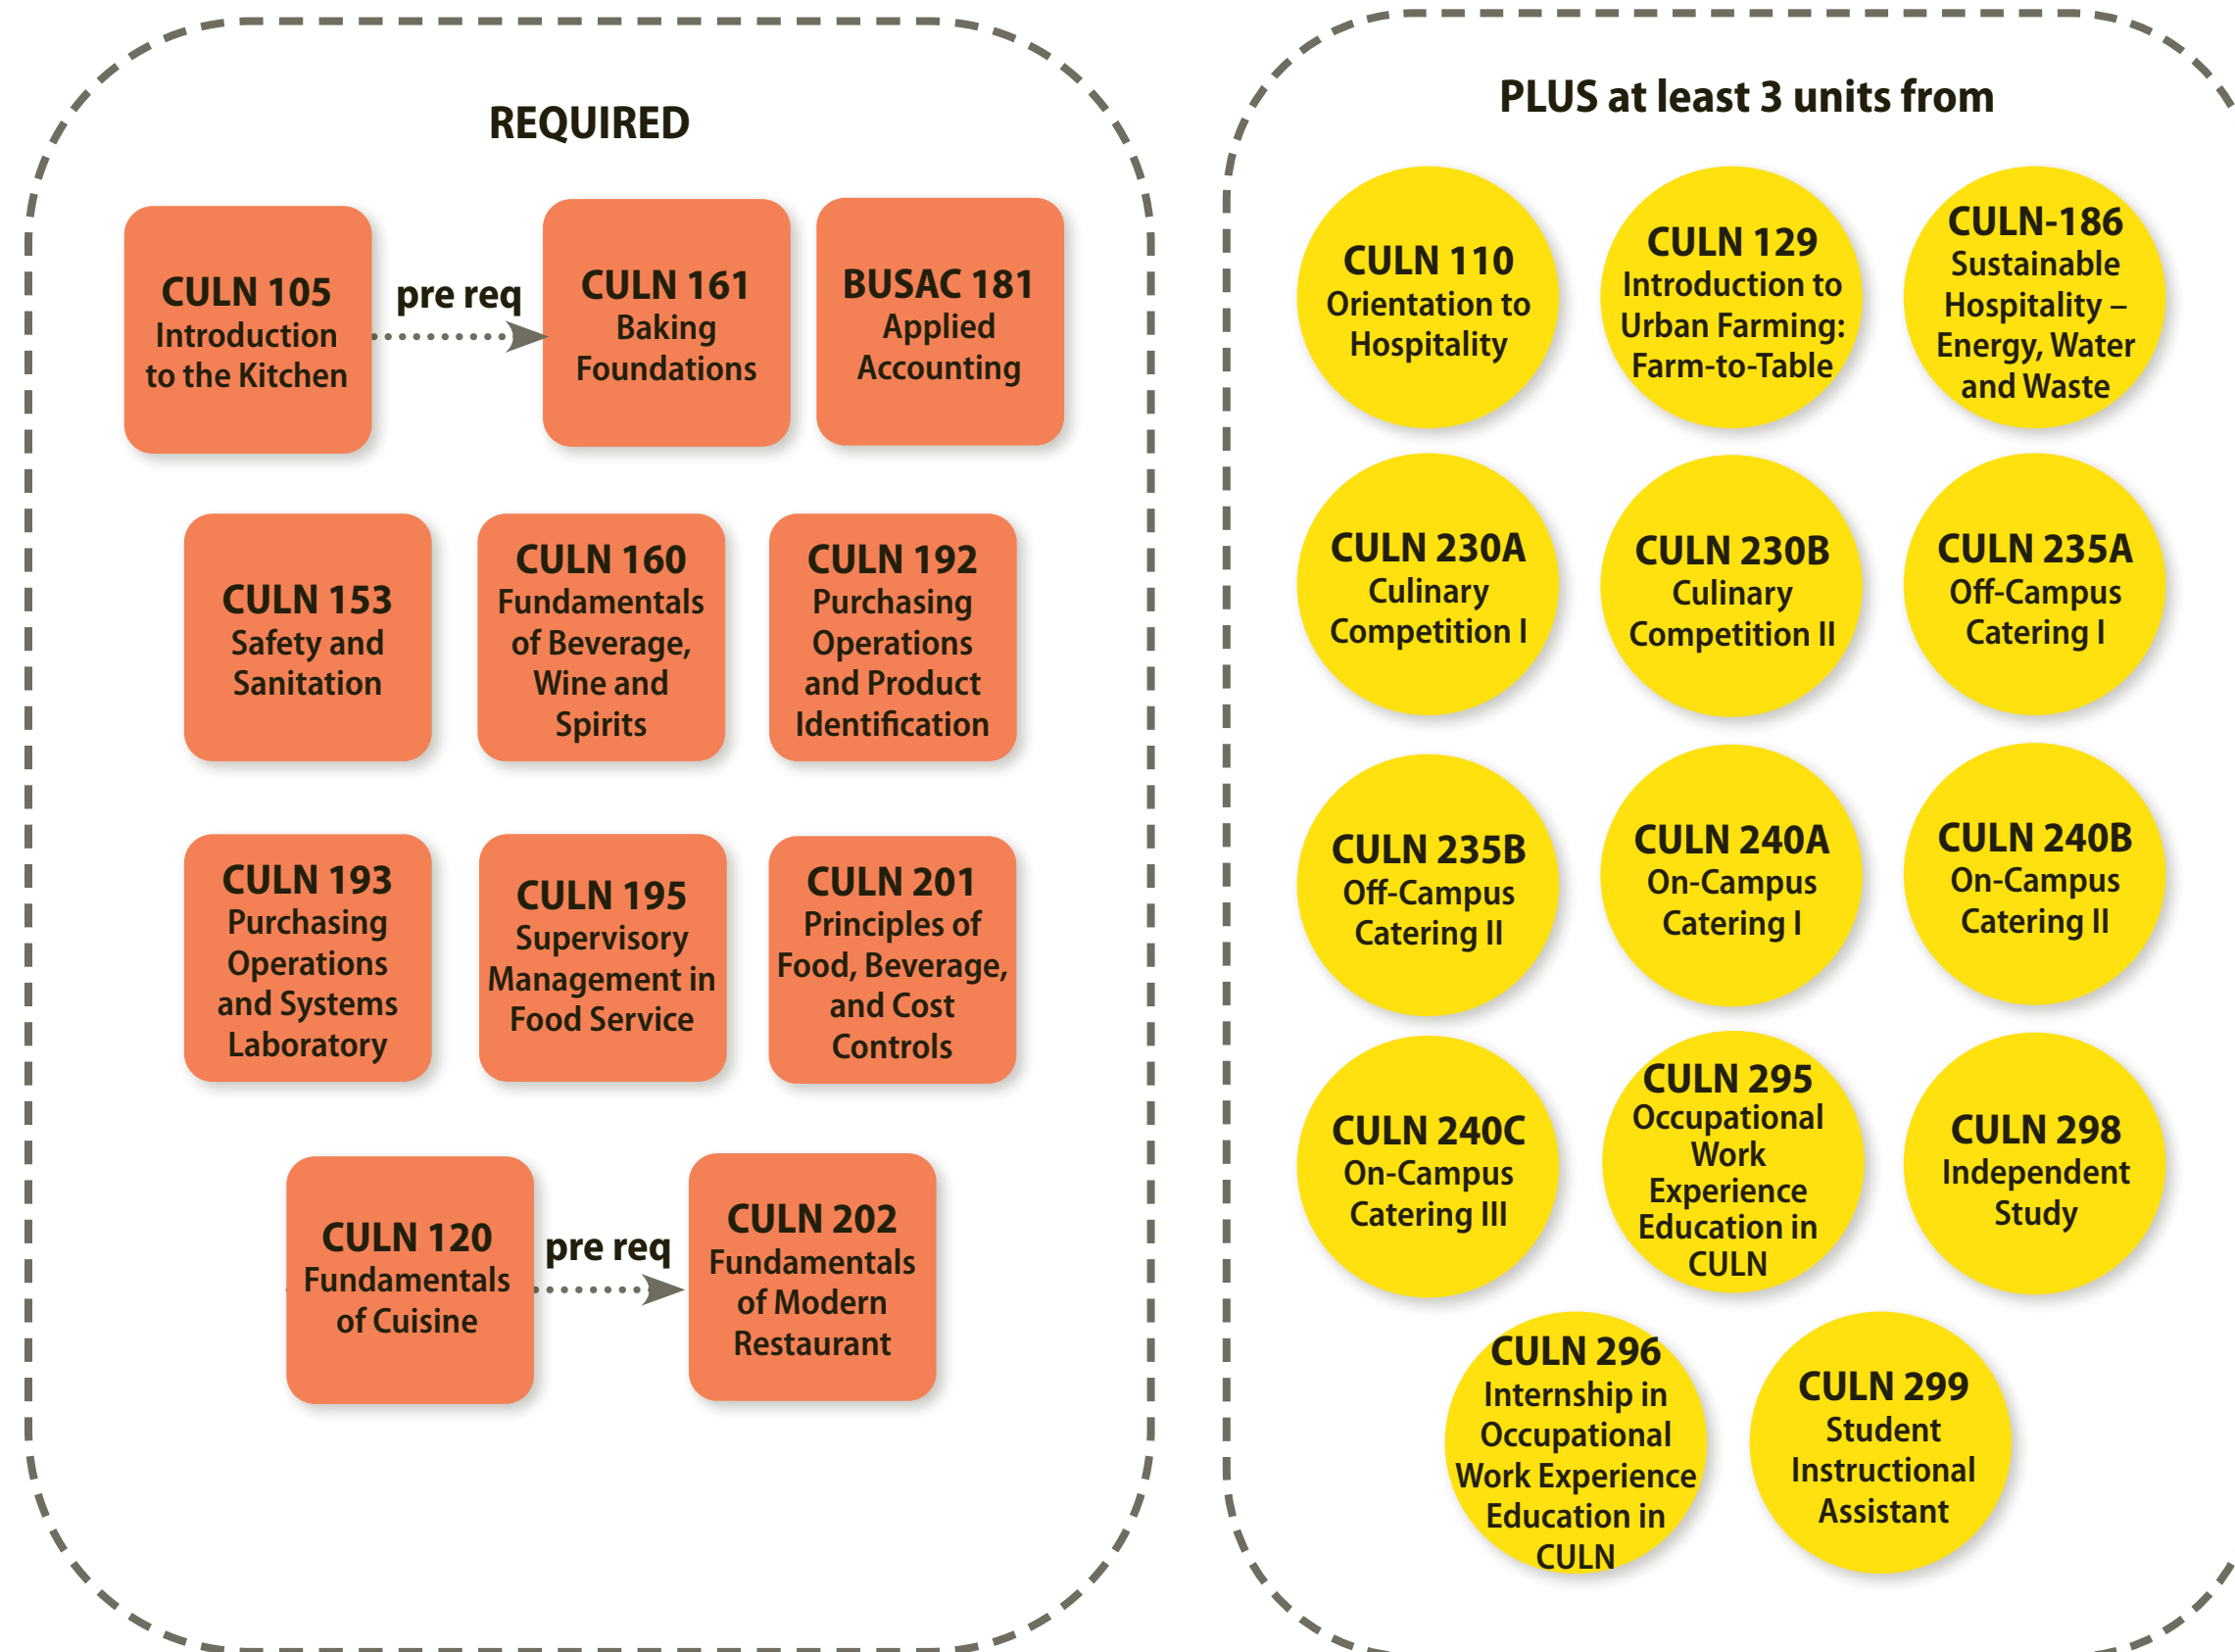 REQUIRED
CULN 105
Introduction
to the Kitchen
pre req
CULN 161
Baking
Foundations
BUSAC 181
Applied
Accounting
CULN 153
Safety and
Sanitation
CULN 160
Fundamentals
of Beverage,
Wine and
Spirits
CULN 192
Purchasing
Operations
and Product
Identification
CULN 193
Purchasing
Operations
and Systems
Laboratory
CULN 195
Supervisory
Management in
Food Service
CULN 201
Principles of
Food, Beverage,
and Cost
Controls
CULN 120
Fundamentals
of Cuisine
pre req
CULN 202
Fundamentals
of Modern
Restaurant
PLUS at least 3 units from
CULN 110
Orientation to
Hospitality
CULN 129
Introduction to
Urban Farming:
Farm-to-Table
CULN-186
Sustainable
Hospitality –
Energy, Water
and Waste
CULN 230A
Culinary
Competition I
CULN 230B
Culinary
Competition II
CULN 235A
Off-Campus
Catering I
CULN 235B
Off-Campus
Catering II
CULN 240A
On-Campus
Catering I
CULN 240B
On-Campus
Catering II
CULN 240C
On-Campus
Catering III
CULN 295
Occupational
Work
Experience
Education in
CULN
CULN 298
Independent
Study
CULN 296
Internship in
Occupational
Work Experience
Education in
CULN
CULN 299
Student
Instructional
Assistant